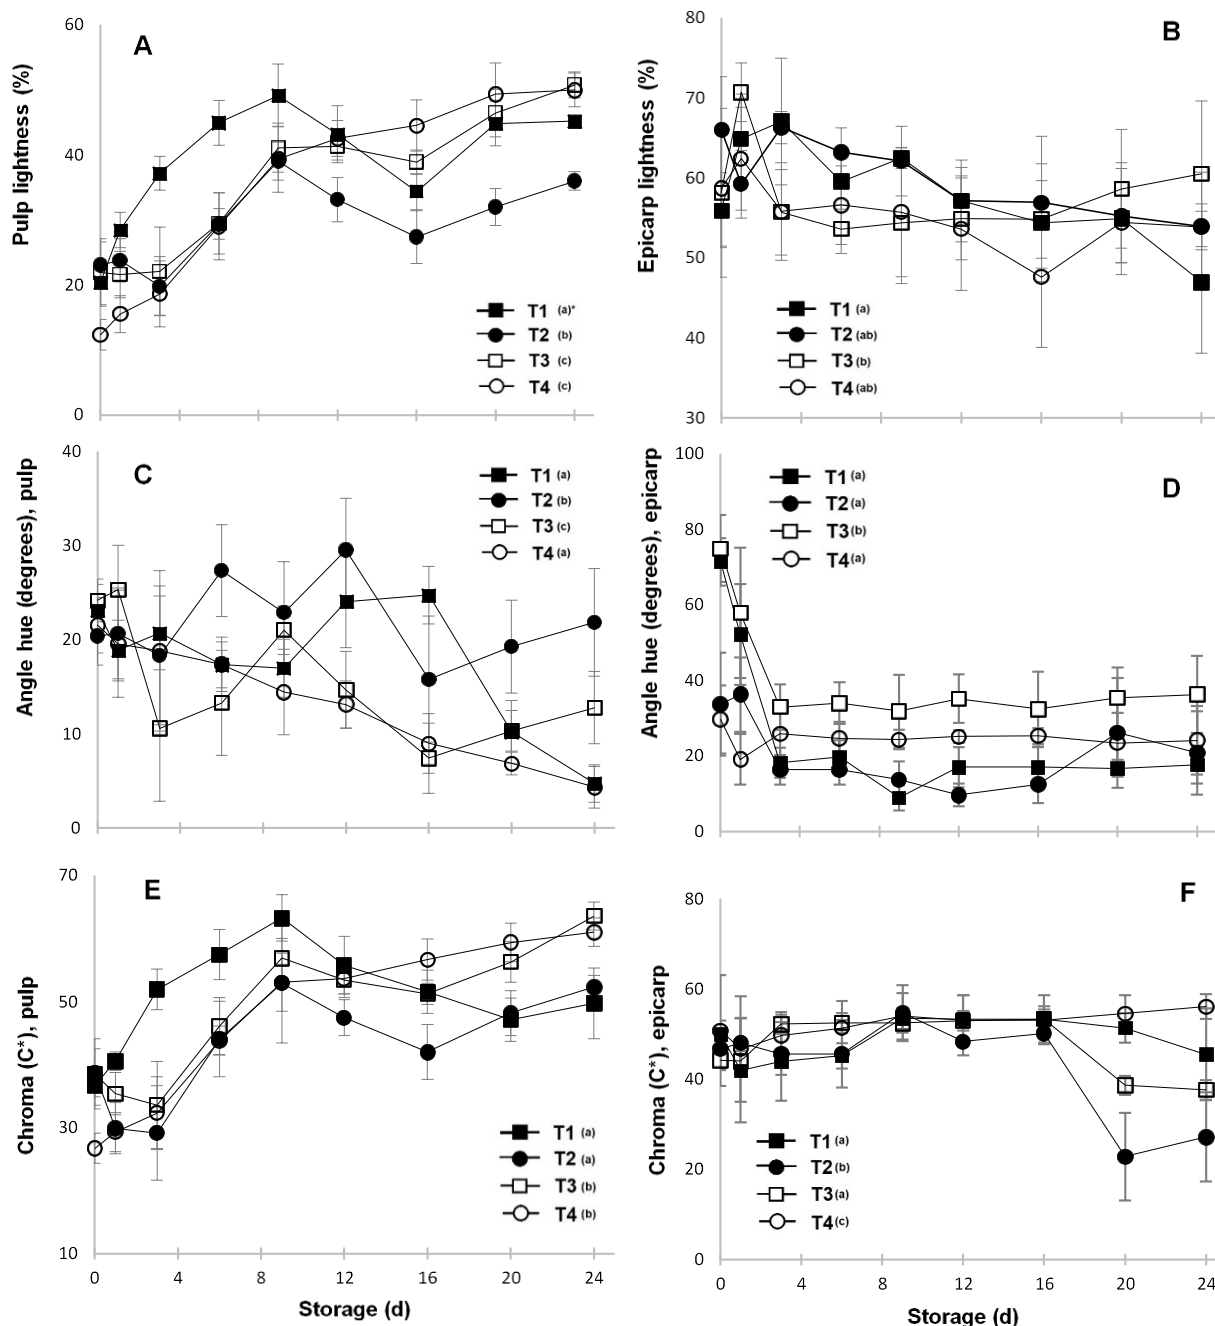 A
Pulp lightness (%)
60
40
20
0
T1 (a)*
T2 (b)
T3 (c)
T4 (c)
B
Epicarp lightness (%)
80
70
60
50
40
30
T1 (a)
T2 (ab)
T3 (b)
T4 (ab)
C
Angle hue (degrees), pulp
40
30
20
10
0
T1 (a)
T2 (b)
T3 (c)
T4 (a)
D
Angle hue (degrees), epicarp
100
80
60
40
20
0
T1 (a)
T2 (a)
T3 (b)
T4 (a)
E
Chroma (C*), pulp
70
50
30
10
T1 (a)
T2 (a)
T3 (b)
T4 (b)
0 4 8 12 16 20 24
Storage (d)
F
Chroma (C*), epicarp
80
60
40
20
0
T1 (a)
T2 (b)
T3 (a)
T4 (c)
0 4 8 12 16 20 24
Storage (d)